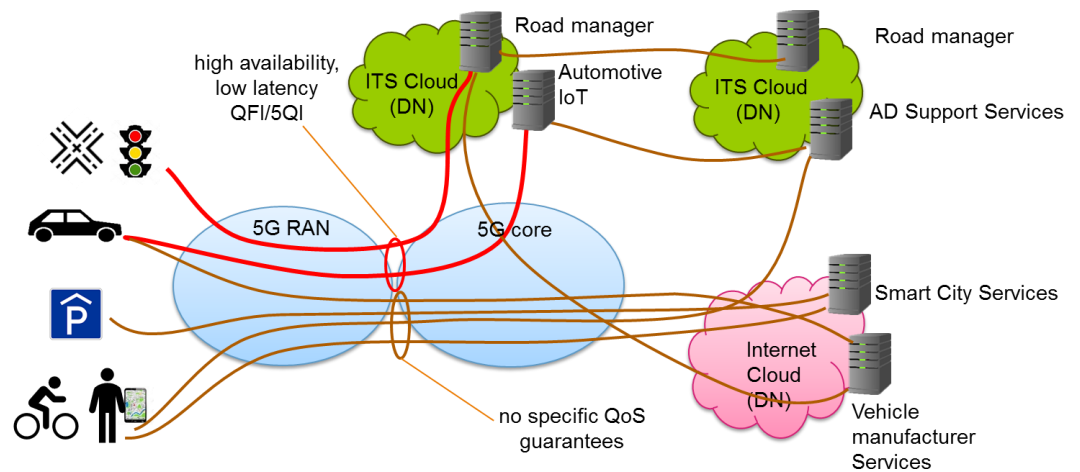 Road manager
high availability,
low latency
QFI/5QI
ITS Cloud
(DN)
Automotive
IoT
ITS Cloud
(DN)
Road manager
AD Support Services
5G RAN
5G core
P
Smart City Services
Internet
Cloud
(DN)
no specific QoS
guarantees
Vehicle
manufacturer
Services